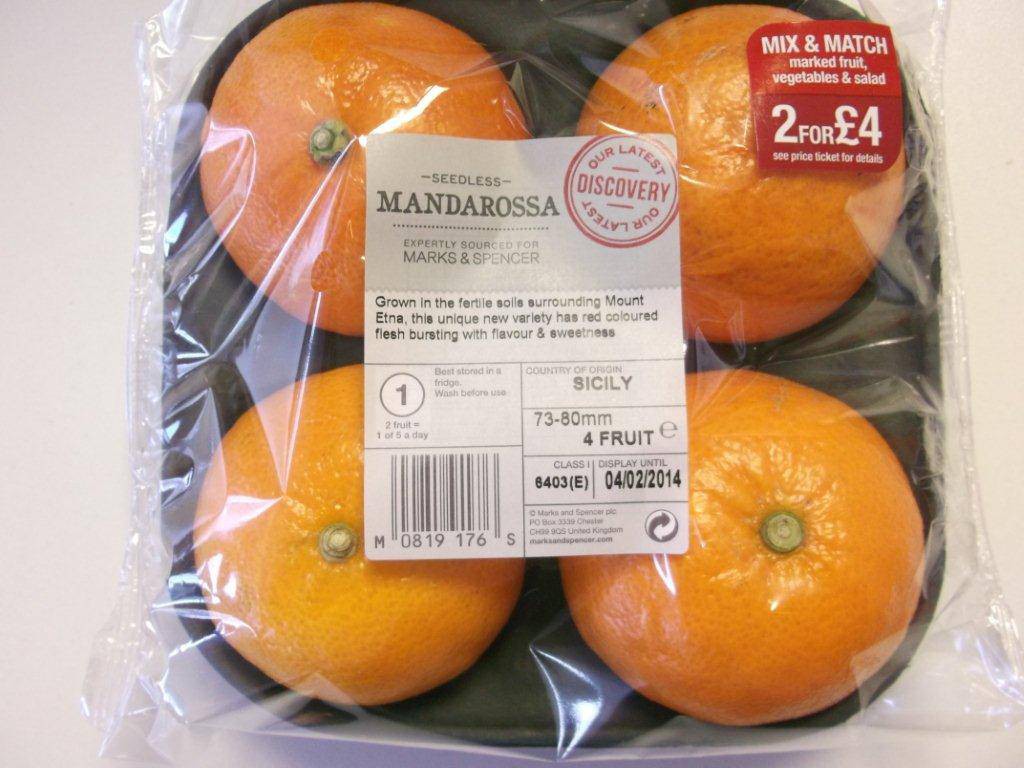 MIX & MATCH
marked fruit,
vegetables & salad
2 FOR £4
see price ticket for details
OUR LATEST
DISCOVERY
OUR LATEST
—SEEDLESS—
MANDAROSSA
EXPERTLY SOURCED FOR
MARKS & SPENCER
Grown in the fertile soils surrounding Mount
Etna, this unique new variety has red coloured
flesh bursting with flavour & sweetness
1
2 fruit =
1 of 5 a day
Best stored in a
fridge.
Wash before use
COUNTRY OF ORIGIN
SICILY
73-80mm
4 FRUIT e
CLASS I
6403(E)
DISPLAY UNTIL
04/02/2014
M 0819 176 S
© Marks and Spencer plc
PO Box 3339 Chester
CH99 9QS United Kingdom
marksandspencer.com